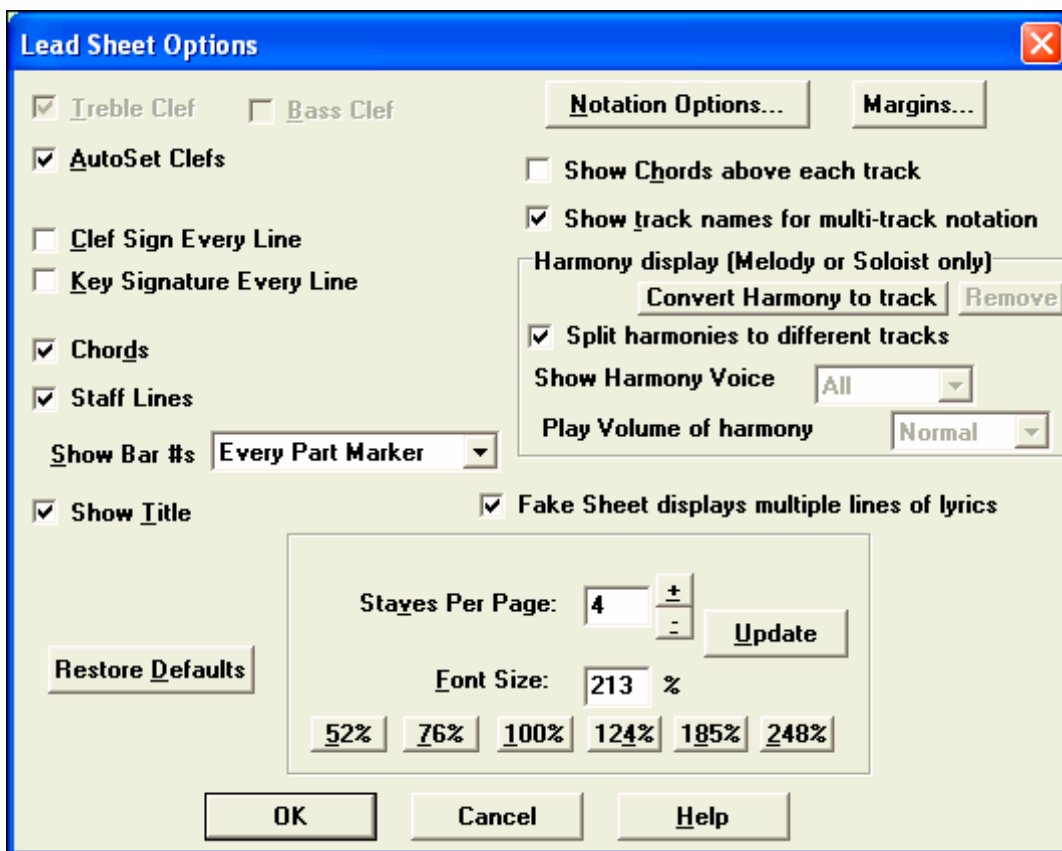 Lead Sheet Options
Treble Clef
Bass Clef
Notation Options...
Margins...
AutoSet Clefs
Show Chords above each track
Show track names for multi-track notation
Clef Sign Every Line
Key Signature Every Line
Harmony display (Melody or Soloist only)
Convert Harmony to track
Remove
Split harmonies to different tracks
Chords
Show Harmony Voice
All
Staff Lines
Play Volume of harmony
Normal
Show Bar #s
Every Part Marker
Show Title
Fake Sheet displays multiple lines of lyrics
Staves Per Page:
4
+
-
Update
Restore Defaults
Font Size:
213
%
52%
76%
100%
124%
185%
248%
OK
Cancel
Help